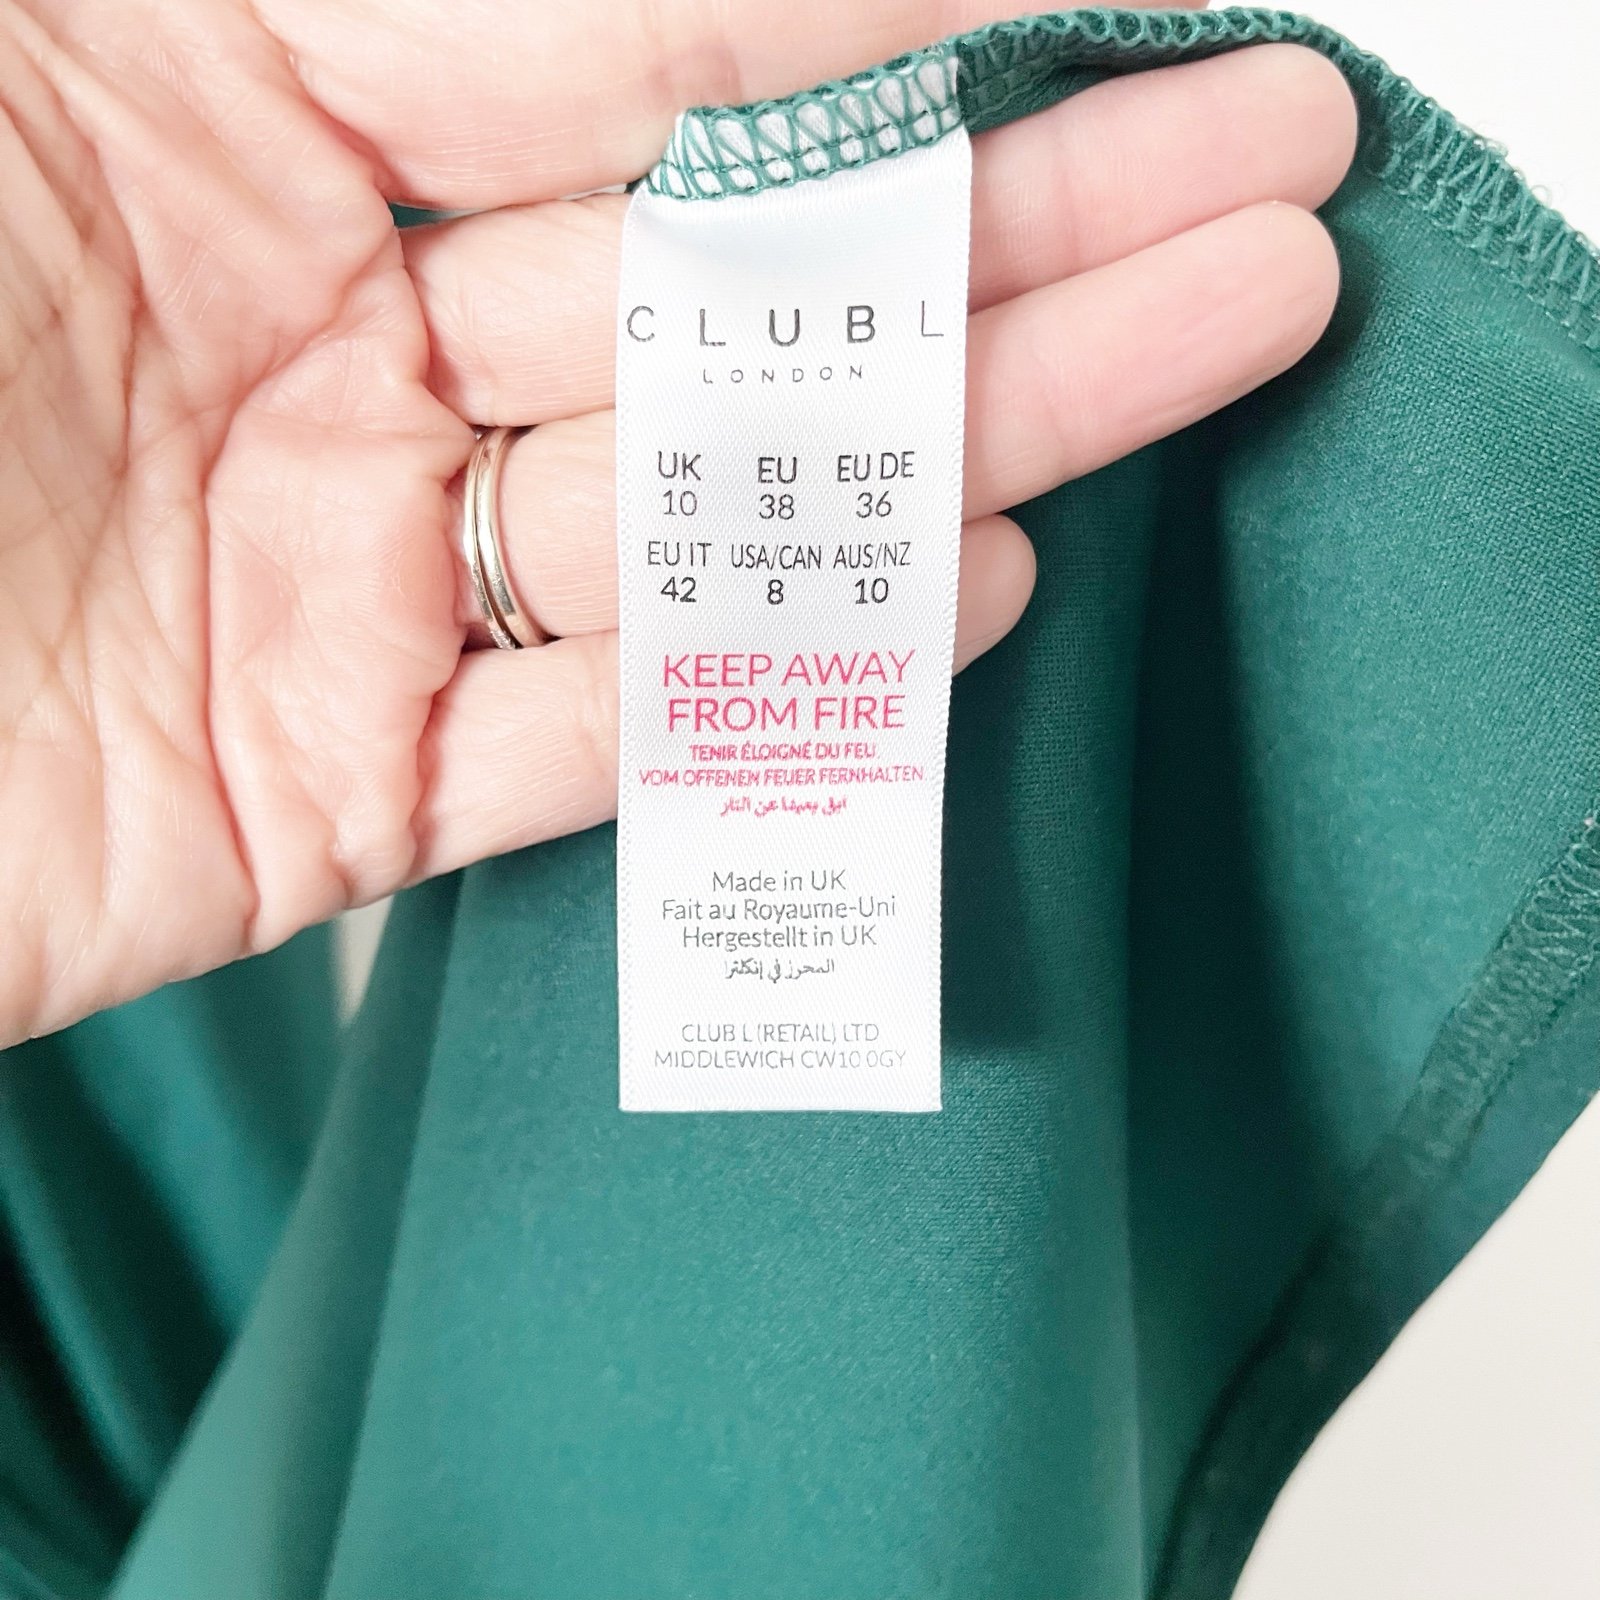 CLUB L
LONDON
UK EU EU DE
10 38 36
EU IT USA/CAN AUS/NZ
42 8 10
KEEP AWAY
FROM FIRE
TENIR ÉLOIGNÉ DU FEU.
VOM OFFENEN FEUER FERNHALTEN.
ابق بعيدا عن النار
Made in UK
Fait au Royaume-Uni
Hergestellt in UK
في إنكلترا
CLUB L (RETAIL) LTD
MIDDLEWICH CW10 0GY